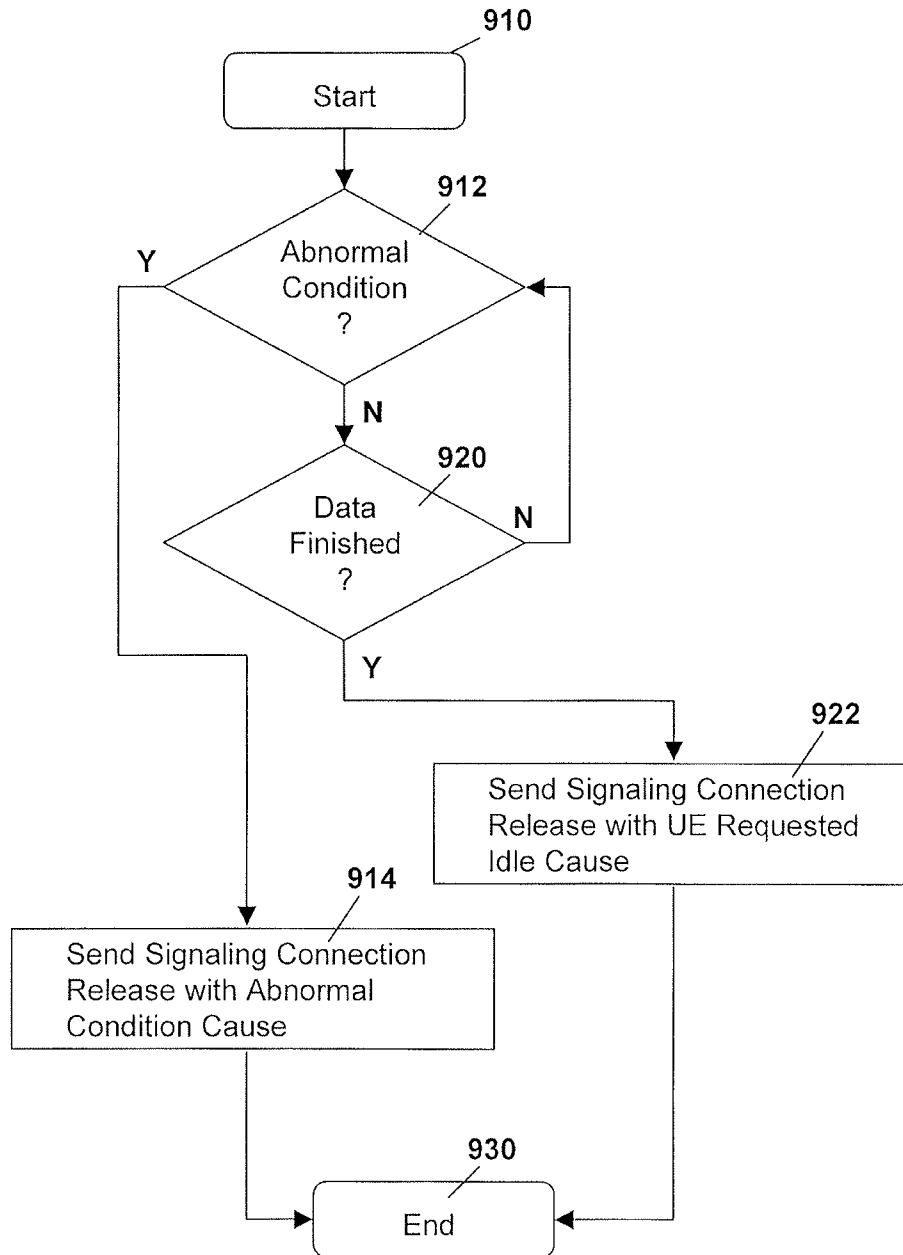 910
Start
912
Y
Abnormal
Condition
?
N
920
Data
Finished
?
N
Y
922
Send Signaling Connection
Release with UE Requested
Idle Cause
914
Send Signaling Connection
Release with Abnormal
Condition Cause
930
End